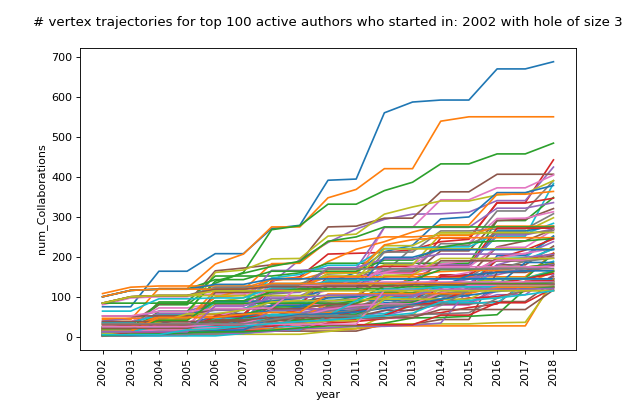 # vertex trajectories for top 100 active authors who started in: 2002 with hole of size 3
700
600
500
400
300
200
100
0
num_Collaborations
2002 2003 2004 2005 2006 2007 2008 2009 2010 2011 2012 2013 2014 2015 2016 2017 2018
year